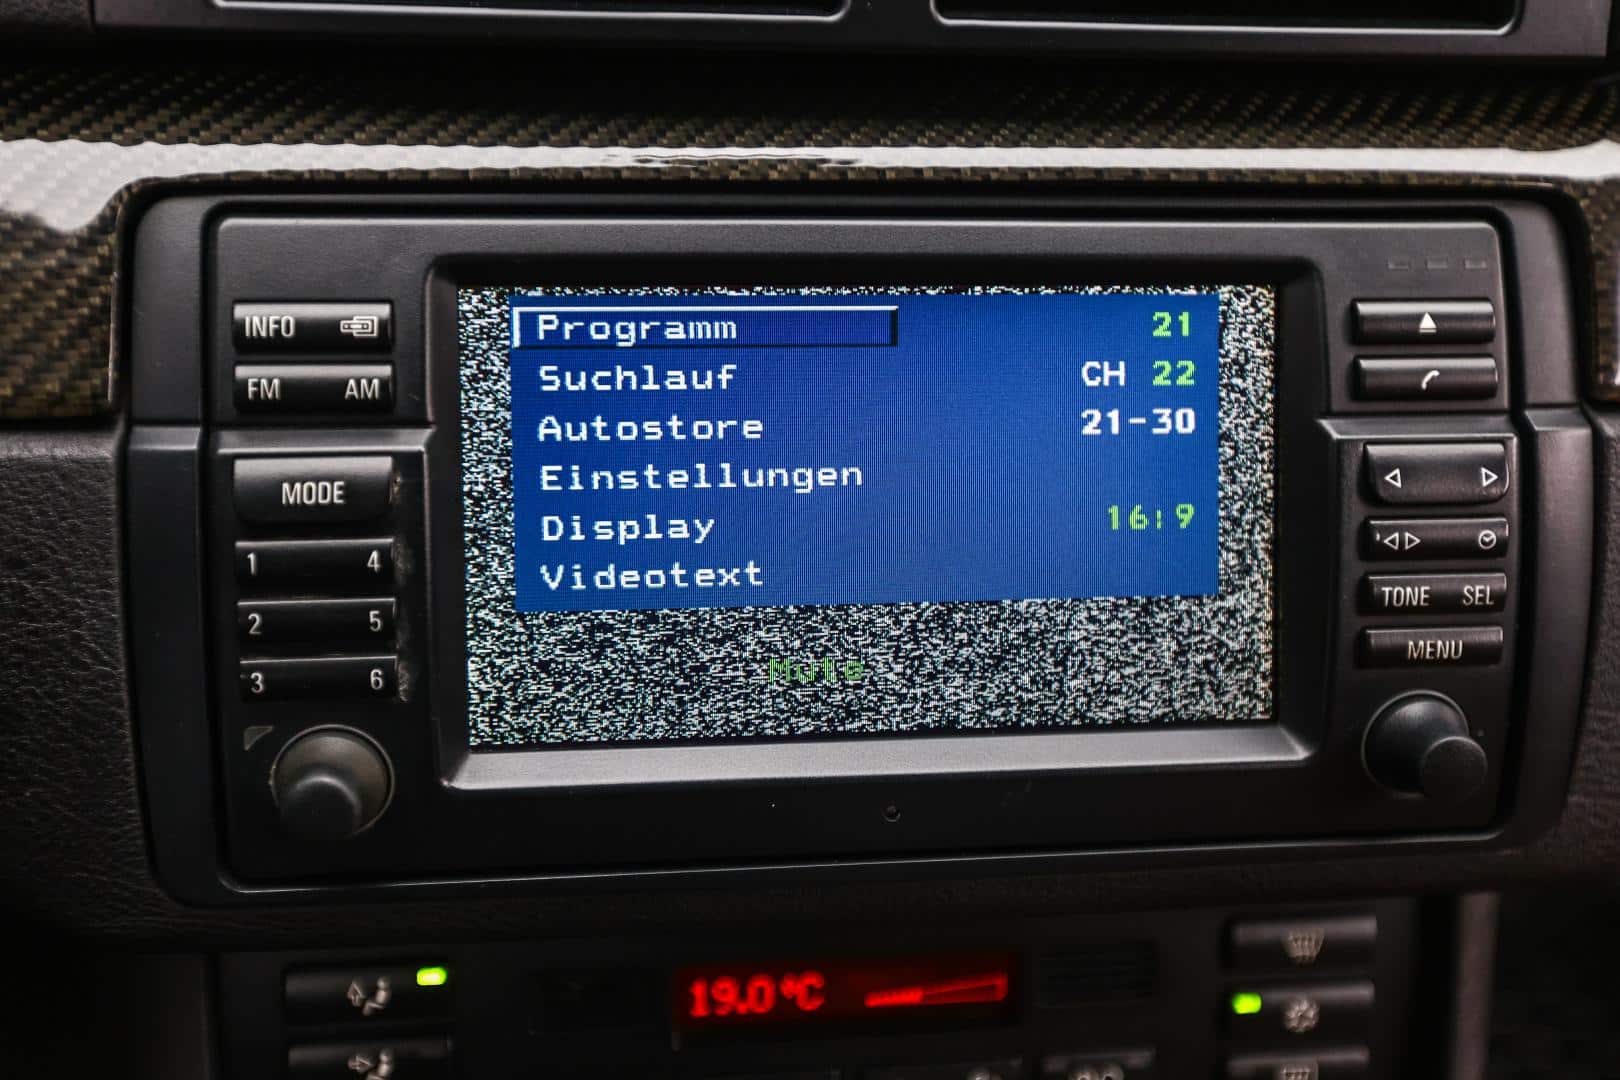 INFO
FM AM
MODE
1 4
2 5
3 6
Programm 21
Suchlauf CH 22
Autostore 21-30
Einstellungen
Display 16:9
Videotext
Mute
TONE SEL
MENU
19.0°C